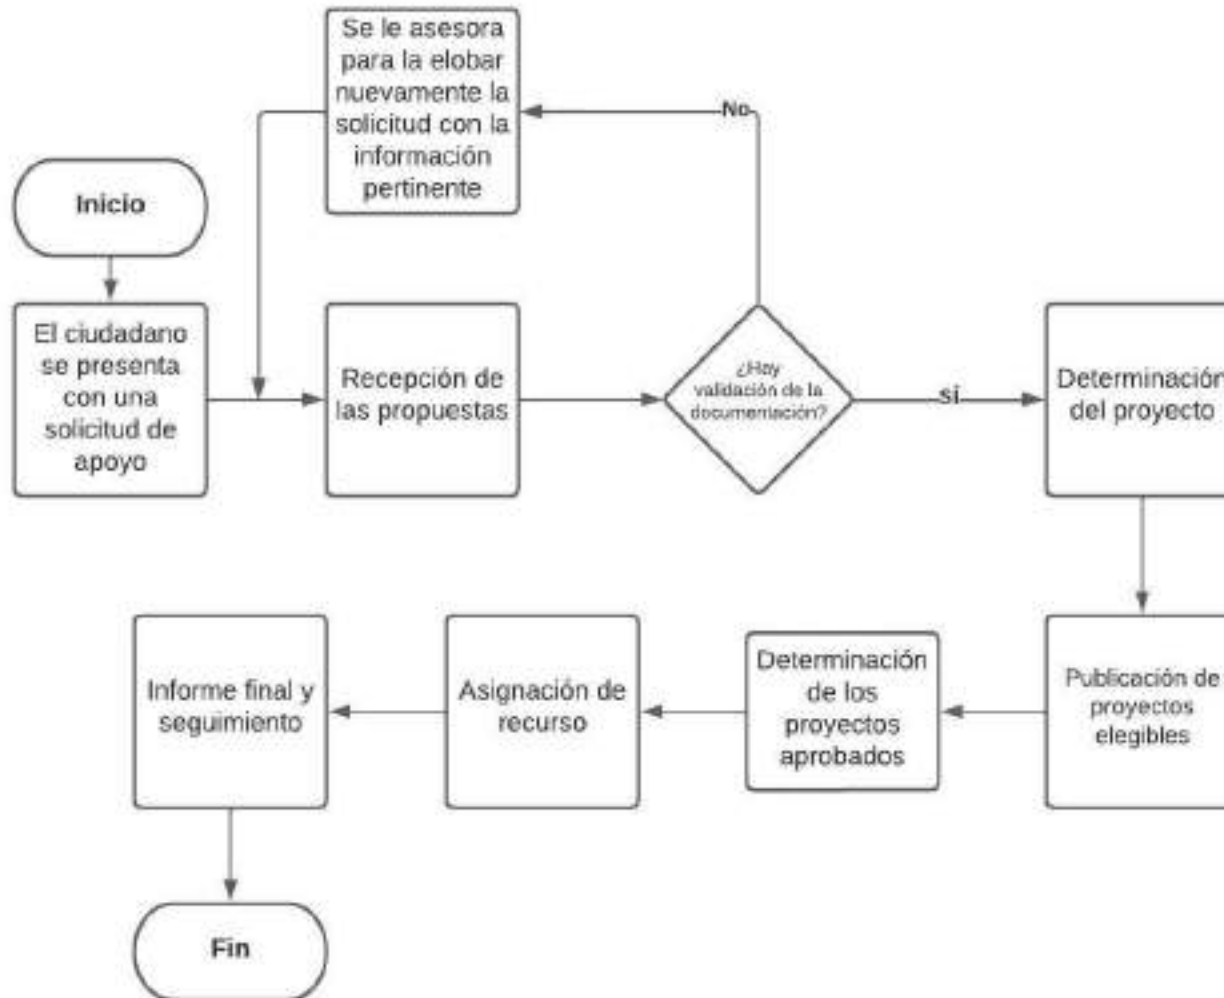 Se le asesora
para la elobar
nuevamente la
solicitud con la
información
pertinente
No
Inicio
El ciudadano
se presenta
con una
solicitud de
apoyo
Recepción de
las propuestas
¿Hay
validación de la
documentación?
sí
Determinación
del proyecto
Informe final y
seguimiento
Asignación de
recurso
Determinación
de los
proyectos
aprobados
Publicación de
proyectos
elegibles
Fin